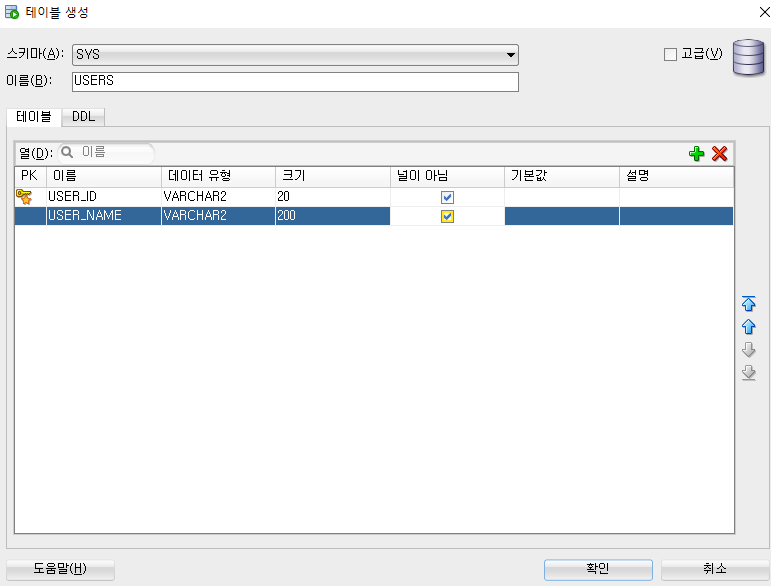 테이블 생성
스키마(A): SYS 고급(V)
이름(B): USERS
테이블 DDL
열(D): 이름
PK 이름 데이터 유형 크기 널이 아님 기본값 설명
USER_ID VARCHAR2 20
USER_NAME VARCHAR2 200
도움말(H) 확인 취소